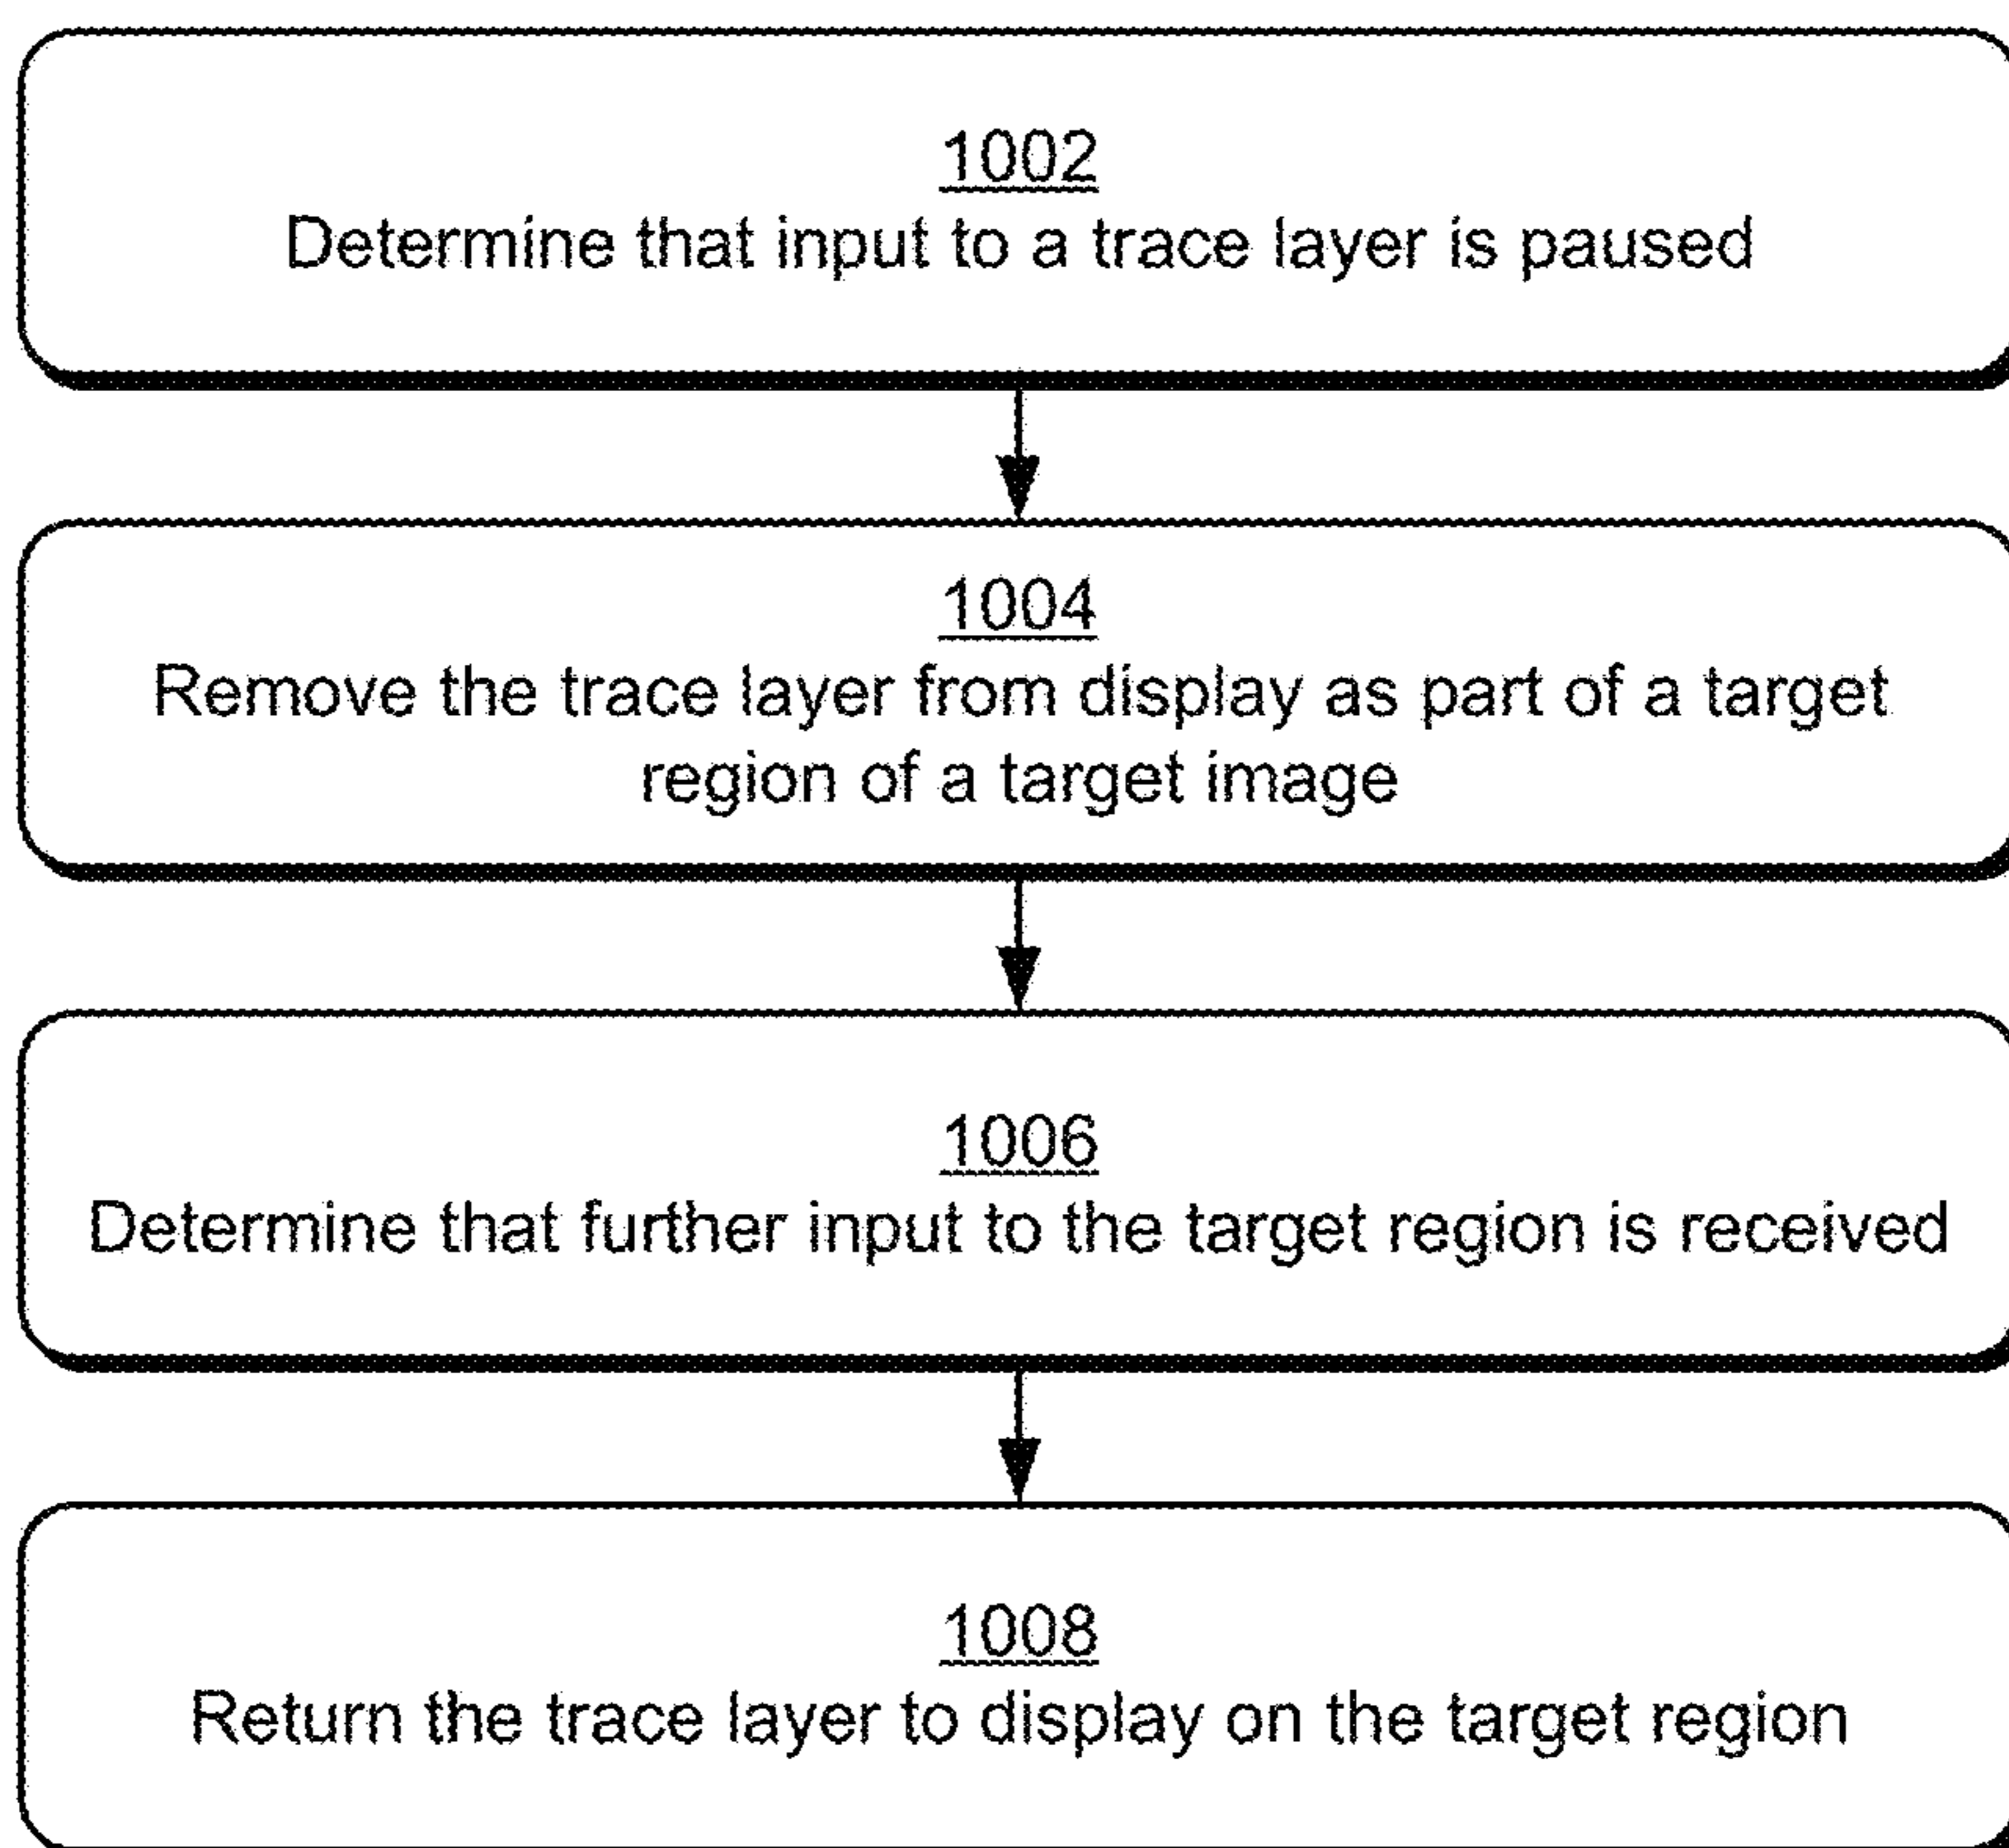 1002
Determine that input to a trace layer is paused
1004
Remove the trace layer from display as part of a target
region of a target image
1006
Determine that further input to the target region is received
1008
Return the trace layer to display on the target region